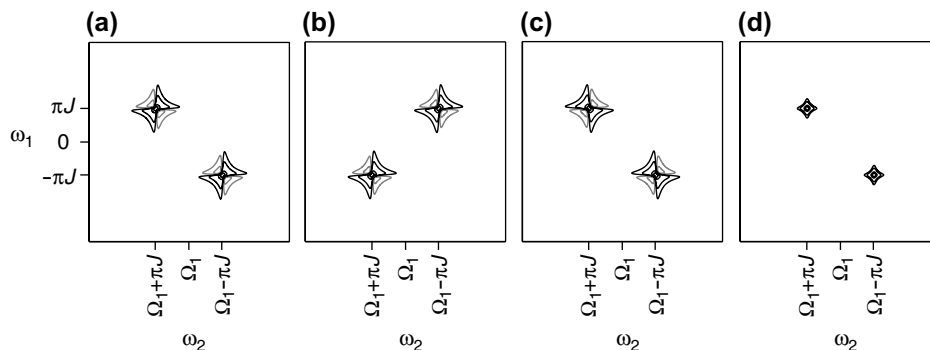 (a) (b) (c) (d)
πJ
ω₁ 0
-πJ
Ω₁+πJ Ω₁ Ω₁-πJ Ω₁+πJ Ω₁ Ω₁-πJ Ω₁+πJ Ω₁ Ω₁-πJ Ω₁+πJ Ω₁ Ω₁-πJ
ω₂ ω₂ ω₂ ω₂